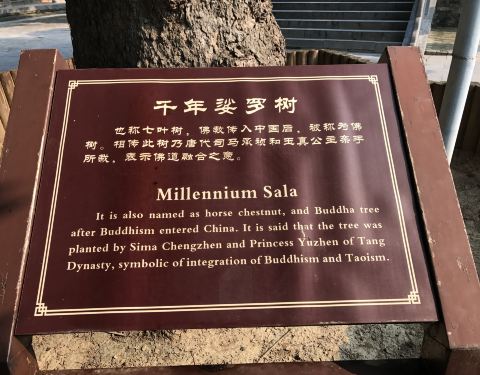 千年娑罗树
也称七叶树，佛教传入中国后，被称为佛
树。相传此树乃唐代司马承祯和玉真公主亲手
所栽，表示佛道融合之意。
Millennium Sala
It is also named as horse chestnut, and Buddha tree
after Buddhism entered China. It is said that the tree was
planted by Sima Chengzhen and Princess Yuzhen of Tang
Dynasty, symbolic of integration of Buddhism and Taoism.